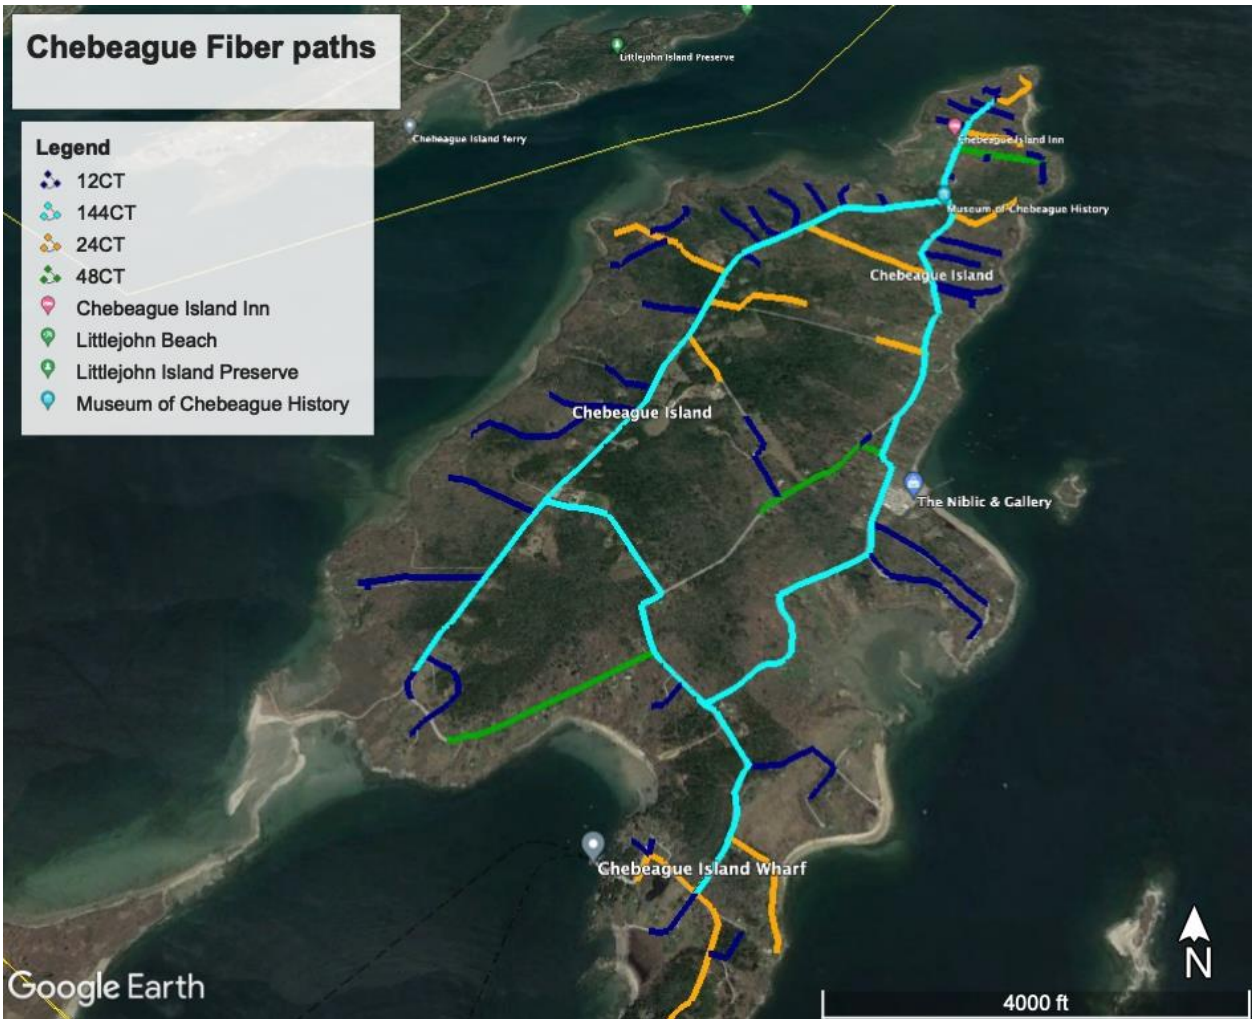 Chebeague Fiber paths
Littlejohn Island Preserve
Chebeague Island ferry
Legend
12CT
144CT
24CT
48CT
Chebeague Island Inn
Littlejohn Beach
Littlejohn Island Preserve
Museum of Chebeague History
Chebeague Island Inn
Museum of Chebeague History
Chebeague Island
Chebeague Island
The Niblic & Gallery
Chebeague Island Wharf
N
Google Earth
4000 ft